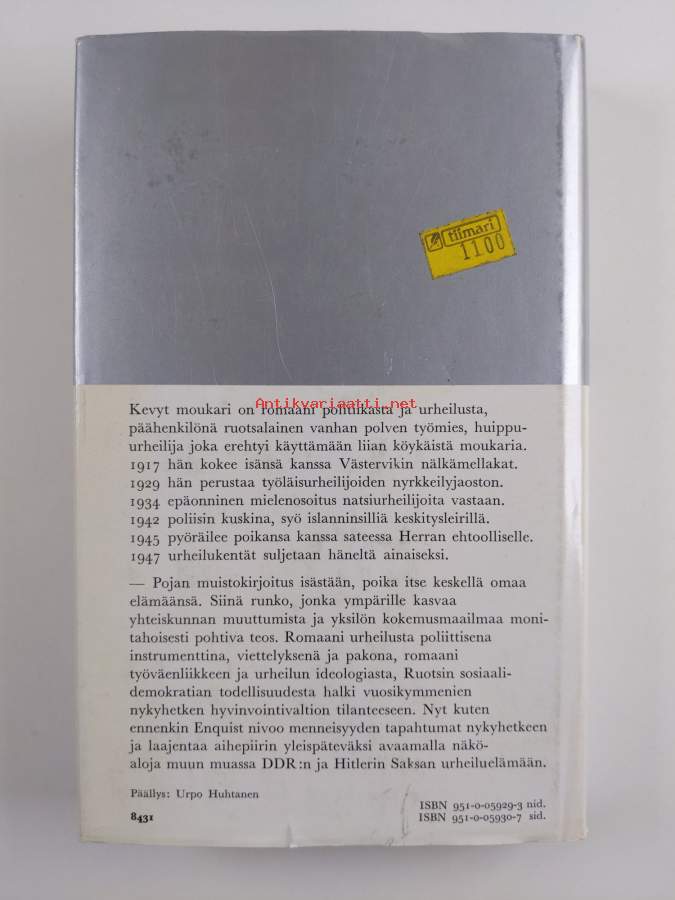 tiimari
1100
Antikvariaatti.net
Kevyt moukari on romaani politiikasta ja urheilusta,
päähenkilönä ruotsalainen vanhan polven työmies, huippu-
urheilija joka erehtyi käyttämään liian köykäistä moukaria.
1917 hän kokee isänsä kanssa Västervikin nälkämellakat.
1929 hän perustaa työläisurheilijoiden nyrkkeilyjaoston.
1934 epäonninen mielenosoitus natsiurheilijoita vastaan.
1942 poliisin kuskina, syö islanninsilliä keskitysleirillä.
1945 pyöräilee poikansa kanssa sateessa Herran ehtoolliselle.
1947 urheilukentät suljetaan häneltä ainaiseksi.
— Pojan muistokirjoitus isästään, poika itse keskellä omaa
elämäänsä. Siinä runko, jonka ympärille kasvaa
yhteiskunnan muuttumista ja yksilön kokemusmaailmaa moni-
tahoisesti pohtiva teos. Romaani urheilusta poliittisena
instrumenttina, viettelyksenä ja pakona, romaani
työväenliikkeen ja urheilun ideologiasta, Ruotsin sosiaali-
demokratian todellisuudesta halki vuosikymmenien
nykyhetken hyvinvointivaltion tilanteeseen. Nyt kuten
ennenkin Enquist nivoo menneisyyden tapahtumat nykyhetkeen
ja laajentaa aihepiirin yleispäteväksi avaamalla näkö-
aloja muun muassa DDR:n ja Hitlerin Saksan urheiluelämään.
Päällys: Urpo Huhtanen
8431
ISBN 951-0-05929-3 nid.
ISBN 951-0-05930-7 sid.